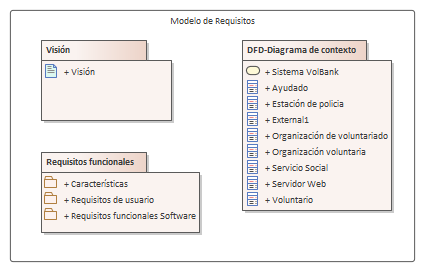 Modelo de Requisitos
Visión
+ Visión
DFD-Diagrama de contexto
+ Sistema VolBank
+ Ayudado
+ Estación de policia
+ External1
+ Organización de voluntariado
+ Organización voluntaria
+ Servicio Social
+ Servidor Web
+ Voluntario
Requisitos funcionales
+ Características
+ Requisitos de usuario
+ Requisitos funcionales Software